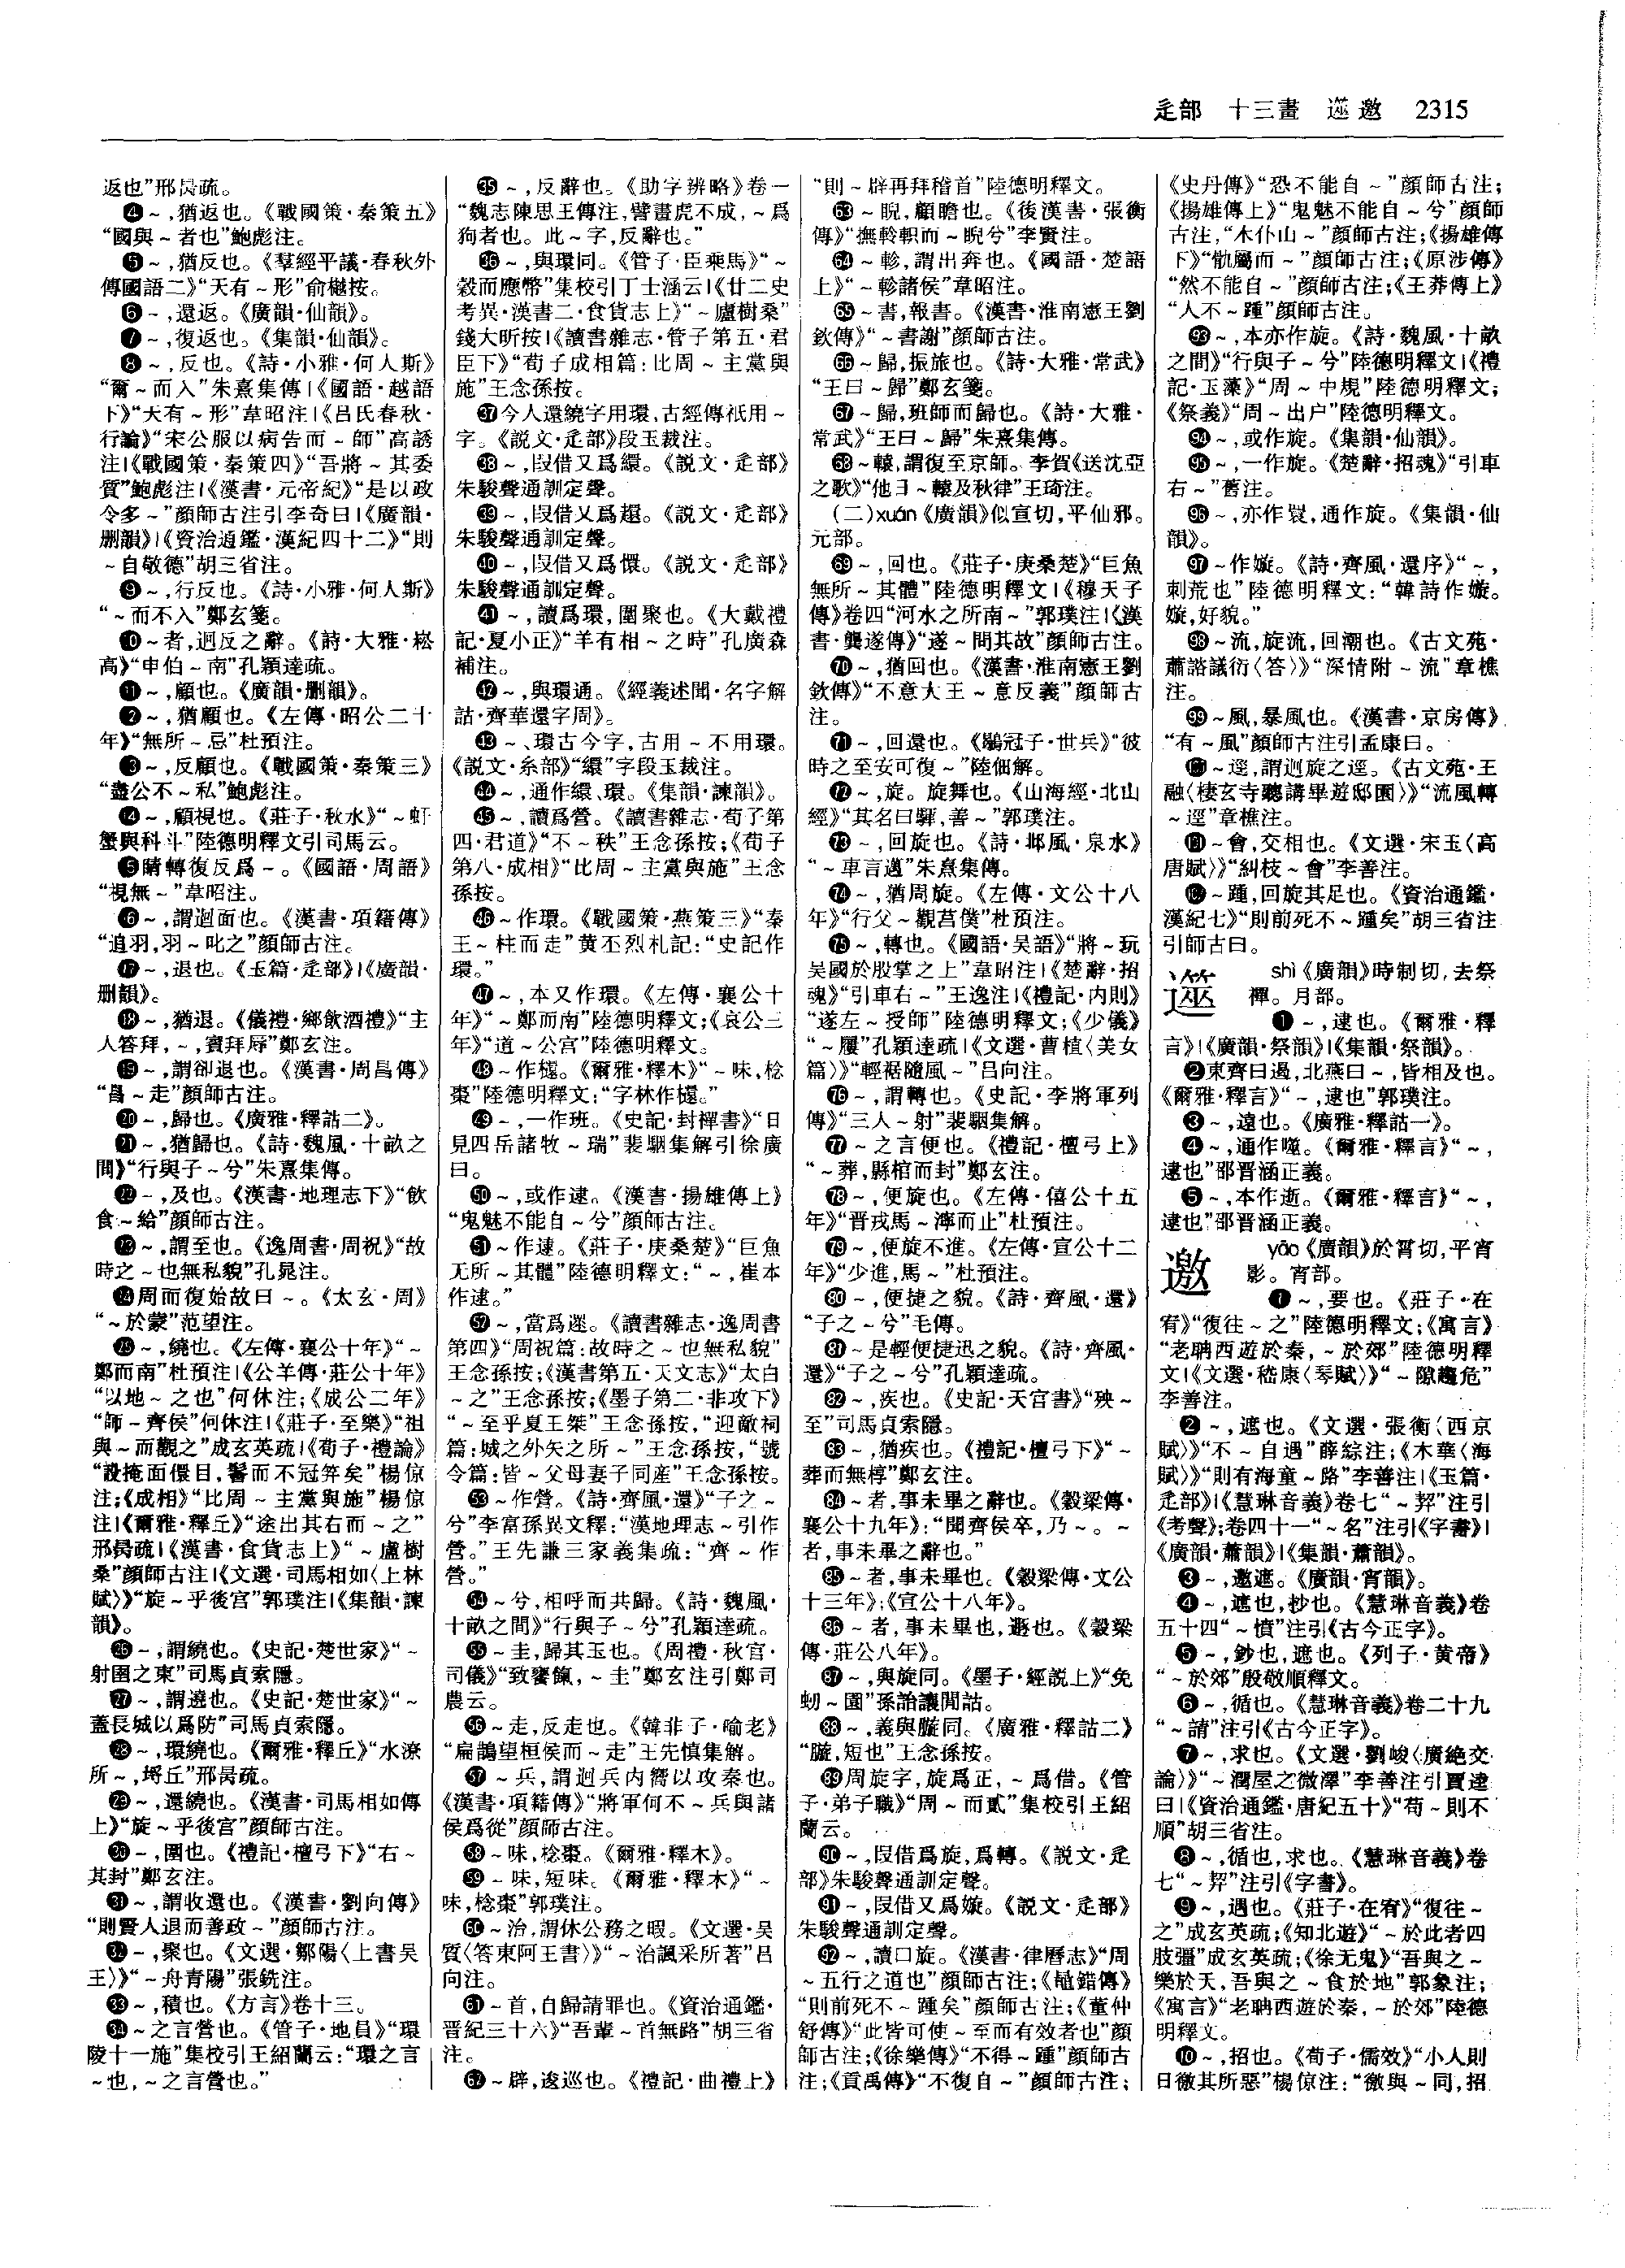 辵部 十三畫 遾邀 2315
返也”邢昺疏。
❹～,猶返也。《戰國策·秦策五》
“國與～者也”鮑彪注。
❺～,猶反也。《羣經平議·春秋外
傳國語二》“天有～形”俞樾按。
❻～,還返。《廣韻·仙韻》。
❼～,復返也。《集韻·仙韻》。
❽～,反也。《詩·小雅·何人斯》
“爾～而入”朱熹集傳|《國語·越語
下》“天有～形”韋昭注|《吕氏春秋·
行論》“宋公服以病告而～師”高誘
注|《戰國策·秦策四》“吾將～其委
質”鮑彪注|《漢書·元帝紀》“是以政
令多～”顔師古注引李奇曰|《廣韻·
删韻》|《資治通鑑·漢紀四十二》“則
～自敬德”胡三省注。
❾～,行反也。《詩·小雅·何人斯》
“～而不入”鄭玄箋。
❿～者,迴反之辭。《詩·大雅·崧
高》“申伯～南”孔穎達疏。
⓫～,顧也。《廣韻·删韻》。
⓬～,猶顧也。《左傳·昭公二十
年》“無所～忌”杜預注。
⓭～,反顧也。《戰國策·秦策三》
“盡公不～私”鮑彪注。
⓮～,顧視也。《莊子·秋水》“～虷
蟹與科斗”陸德明釋文引司馬云。
⓯睛轉復反爲～。《國語·周語》
“視無～”韋昭注。
⓰～,謂迴面也。《漢書·項籍傳》
“追羽,羽～叱之”顔師古注。
⓱～,退也。《玉篇·辵部》|《廣韻·
删韻》。
⓲～,猶退。《儀禮·鄉飲酒禮》“主
人答拜,～,賓拜辱”鄭玄注。
⓳～,謂卻退也。《漢書·周昌傳》
“昌～走”顔師古注。
⓴～,歸也。《廣雅·釋詁二》。
㉑～,猶歸也。《詩·魏風·十畝之
間》“行與子～兮”朱熹集傳。
㉒～,及也。《漢書·地理志下》“飲
食～給”顔師古注。
㉓～,謂至也。《逸周書·周祝》“故
時之～也無私貌”孔晁注。
㉔周而復始故曰～。《太玄·周》
“～於蒙”范望注。
㉕～,繞也。《左傳·襄公十年》“～
鄭而南”杜預注|《公羊傳·莊公十年》
“以地～之也”何休注;《成公二年》
“師～齊侯”何休注|《莊子·至樂》“祖
與～而觀之”成玄英疏|《荀子·禮論》
“設掩面儇目,鬠而不冠笄矣”楊倞
注;《成相》“比周～主黨與施”楊倞
注|《爾雅·釋丘》“途出其右而～之”
邢昺疏|《漢書·食貨志上》“～廬樹
桑”顔師古注|《文選·司馬相如〈上林
賦〉》“旋～乎後宫”郭璞注|《集韻·諫
韻》。
㉖～,謂繞也。《史記·楚世家》“～
射圉之東”司馬貞索隱。
㉗～,謂遶也。《史記·楚世家》“～
蓋長城以爲防”司馬貞索隱。
㉘～,環繞也。《爾雅·釋丘》“水潦
所～,埒丘”邢昺疏。
㉙～,還繞也。《漢書·司馬相如傳
上》“旋～乎後宫”顔師古注。
㉚～,圍也。《禮記·檀弓下》“右～
其封”鄭玄注。
㉛～,謂收還也。《漢書·劉向傳》
“則賢人退而善政～”顔師古注。
㉜～,聚也。《文選·鄒陽〈上書吴
王〉》“～舟青陽”張銑注。
㉝～,積也。《方言》卷十三。
㉞～之言營也。《管子·地員》“環
陵十一施”集校引王紹蘭云:“環之言
～也,～之言營也。”
㉟～,反辭也。《助字辨略》卷一
“魏志陳思王傳注,譬畫虎不成,～爲
狗者也。此～字,反辭也。”
㊱～,與環同。《管子·臣乘馬》“～
穀而應幣”集校引丁士涵云|《廿二史
考異·漢書二·食貨志上》“～廬樹桑”
錢大昕按|《讀書雜志·管子第五·君
臣下》“荀子成相篇:比周～主黨與
施”王念孫按。
㊲今人還繞字用環,古經傳祇用～
字。《説文·辵部》段玉裁注。
㊳～,叚借又爲繯。《説文·辵部》
朱駿聲通訓定聲。
㊴～,叚借又爲趯。《説文·辵部》
朱駿聲通訓定聲。
㊵～,叚借又爲懁。《説文·辵部》
朱駿聲通訓定聲。
㊶～,讀爲環,圍聚也。《大戴禮
記·夏小正》“羊有相～之時”孔廣森
補注。
㊷～,與環通。《經義述聞·名字解
詁·齊華還字周》。
㊸～、環古今字,古用～不用環。
《説文·糸部》“繯”字段玉裁注。
㊹～,通作繯、環。《集韻·諫韻》。
㊺～,讀爲營。《讀書雜志·荀子第
四·君道》“不～秩”王念孫按;《荀子
第八·成相》“比周～主黨與施”王念
孫按。
㊻～作環。《戰國策·燕策三》“秦
王～柱而走”黄丕烈札記:“史記作
環。”
㊼～,本又作環。《左傳·襄公十
年》“～鄭而南”陸德明釋文;《哀公三
年》“道～公宫”陸德明釋文。
㊽～作檈。《爾雅·釋木》“～味,棯
棗”陸德明釋文:“字林作檈。”
㊾～,一作班。《史記·封禪書》“日
見四岳諸牧～瑞”裴駰集解引徐廣
曰。
㊿～,或作逮。《漢書·揚雄傳上》
“鬼魅不能自～兮”顔師古注。
51～作逮。《莊子·庚桑楚》“巨魚
无所～其體”陸德明釋文:“～,崔本
作逮。”
52～,當爲遝。《讀書雜志·逸周書
第四》“周祝篇:故時之～也無私貌”
王念孫按;《漢書第五·天文志》“太白
～之”王念孫按;《墨子第二·非攻下》
“～至乎夏王桀”王念孫按,“迎敵祠
篇:城之外矢之所～”王念孫按,“號
令篇:皆～父母妻子同產”王念孫按。
53～作營。《詩·齊風·還》“子之～
兮”李富孫異文釋:“漢地理志～引作
營。”王先謙三家義集疏:“齊～作
營。”
54～兮,相呼而共歸。《詩·魏風·
十畝之間》“行與子～兮”孔穎達疏。
55～圭,歸其玉也。《周禮·秋官·
司儀》“致饔餼,～圭”鄭玄注引鄭司
農云。
56～走,反走也。《韓非子·喻老》
“扁鵲望桓侯而～走”王先慎集解。
57～兵,謂迴兵内嚮以攻秦也。
《漢書·項籍傳》“將軍何不～兵與諸
侯爲從”顔師古注。
58～味,棯棗。《爾雅·釋木》。
59～味,短味。《爾雅·釋木》“～
味,棯棗”郭璞注。
60～治,謂休公務之暇。《文選·吴
質〈答東阿王書〉》“～治諷采所著”吕
向注。
61～首,自歸請罪也。《資治通鑑·
晋紀三十六》“吾輩～首無路”胡三省
注。
62～辟,逡巡也。《禮記·曲禮上》
“則～辟再拜稽首”陸德明釋文。
63～睨,顧瞻也。《後漢書·張衡
傳》“撫軨軹而～睨兮”李賢注。
64～軫,謂出奔也。《國語·楚語
上》“～軫諸侯”韋昭注。
65～書,報書。《漢書·淮南憲王劉
欽傳》“～書謝”顔師古注。
66～歸,振旅也。《詩·大雅·常武》
“王曰～歸”鄭玄箋。
67～歸,班師而歸也。《詩·大雅·
常武》“王曰～歸”朱熹集傳。
68～轅,謂復至京師。李賀《送沈亞
之歌》“他日～轅及秋律”王琦注。
(二)xuán《廣韻》似宣切,平仙邪。
元部。
69～,回也。《莊子·庚桑楚》“巨魚
無所～其體”陸德明釋文|《穆天子
傳》卷四“河水之所南～”郭璞注|《漢
書·龔遂傳》“遂～問其故”顔師古注。
70～,猶回也。《漢書·淮南憲王劉
欽傳》“不意大王～意反義”顔師古
注。
71～,回還也。《鶡冠子·世兵》“彼
時之至安可復～”陸佃解。
72～,旋。旋舞也。《山海經·北山
經》“其名曰驒,善～”郭璞注。
73～,回旋也。《詩·邶風·泉水》
“～車言邁”朱熹集傳。
74～,猶周旋。《左傳·文公十八
年》“行父～觀莒僕”杜預注。
75～,轉也。《國語·吴語》“將～玩
吴國於股掌之上”韋昭注|《楚辭·招
魂》“引車右～”王逸注|《禮記·内則》
“遂左～授師”陸德明釋文;《少儀》
“～屨”孔穎達疏|《文選·曹植〈美女
篇〉》“輕裾隨風～”吕向注。
76～,謂轉也。《史記·李將軍列
傳》“三人～射”裴駰集解。
77～之言便也。《禮記·檀弓上》
“～葬,縣棺而封”鄭玄注。
78～,便旋也。《左傳·僖公十五
年》“晋戎馬～濘而止”杜預注。
79～,便旋不進。《左傳·宣公十二
年》“少進,馬～”杜預注。
80～,便捷之貌。《詩·齊風·還》
“子之～兮”毛傳。
81～是輕便捷迅之貌。《詩·齊風·
還》“子之～兮”孔穎達疏。
82～,疾也。《史記·天官書》“殃～
至”司馬貞索隱。
83～,猶疾也。《禮記·檀弓下》“～
葬而無椁”鄭玄注。
84～者,事未畢之辭也。《穀梁傳·
襄公十九年》:“聞齊侯卒,乃～。～
者,事未畢之辭也。”
85～者,事未畢也。《穀梁傳·文公
十三年》;《宣公十八年》。
86～者,事未畢也,遯也。《穀梁
傳·莊公八年》。
87～,與旋同。《墨子·經説上》“免
蚓～園”孫詒讓閒詁。
88～,義與䁢同。《廣雅·釋詁二》
“䁢,短也”王念孫按。
89周旋字,旋爲正,～爲借。《管
子·弟子職》“周～而貳”集校引王紹
蘭云。
90～,叚借爲旋,爲轉。《説文·辵
部》朱駿聲通訓定聲。
91～,叚借又爲嫙。《説文·辵部》
朱駿聲通訓定聲。
92～,讀口旋。《漢書·律曆志》“周
～五行之道也”顔師古注;《鼂錯傳》
“則前死不～踵矣”顔師古注;《董仲
舒傳》“此皆可使～至而有效者也”顔
師古注;《徐樂傳》“不得～踵”顔師古
注;《貢禹傳》“不復自～”顔師古注;
《史丹傳》“恐不能自～”顔師古注;
《揚雄傳上》“鬼魅不能自～兮”顔師
古注,“木仆山～”顔師古注;《揚雄傳
下》“骫屬而～”顔師古注;《原涉傳》
“然不能自～”顔師古注;《王莽傳上》
“人不～踵”顔師古注。
93～,本亦作旋。《詩·魏風·十畝
之間》“行與子～兮”陸德明釋文|《禮
記·玉藻》“周～中規”陸德明釋文;
《祭義》“周～出户”陸德明釋文。
94～,或作旋。《集韻·仙韻》。
95～,一作旋。《楚辭·招魂》“引車
右～”舊注。
96～,亦作㘣,通作旋。《集韻·仙
韻》。
97～作嫙。《詩·齊風·還序》“～,
刺荒也”陸德明釋文:“韓詩作嫙。
嫙,好貌。”
98～流,旋流,回潮也。《古文苑·
蕭諮議衍〈答〉》“深情附～流”章樵
注。
99～風,暴風也。《漢書·京房傳》
“有～風”顔師古注引孟康曰。
100～逕,謂迴旋之逕。《古文苑·王
融〈棲玄寺聽講畢遊邸園〉》“流風轉
～逕”章樵注。
101～會,交相也。《文選·宋玉〈高
唐賦〉》“糾枝～會”李善注。
102～踵,回旋其足也。《資治通鑑·
漢紀七》“則前死不～踵矣”胡三省注
引師古曰。
遾 shì《廣韻》時制切,去祭
禪。月部。
❶～,逮也。《爾雅·釋
言》|《廣韻·祭韻》|《集韻·祭韻》。
❷東齊曰遏,北燕曰～,皆相及也。
《爾雅·釋言》“～,逮也”郭璞注。
❸～,遠也。《廣雅·釋詁一》。
❹～,通作噬。《爾雅·釋言》“～,
逮也”邵晋涵正義。
❺～,本作逝。《爾雅·釋言》“～,
逮也”邵晋涵正義。
邀 yāo《廣韻》於宵切,平宵
影。宵部。
❶～,要也。《莊子·在
宥》“復往～之”陸德明釋文;《寓言》
“老聃西遊於秦,～於郊”陸德明釋
文|《文選·嵇康〈琴賦〉》“～隙趨危”
李善注。
❷～,遮也。《文選·張衡〈西京
賦〉》“不～自遇”薛綜注;《木華〈海
賦〉》“則有海童～路”李善注|《玉篇·
辵部》|《慧琳音義》卷七“～契”注引
《考聲》;卷四十一“～名”注引《字書》|
《廣韻·蕭韻》|《集韻·蕭韻》。
❸～,邀遮。《廣韻·宵韻》。
❹～,遮也,抄也。《慧琳音義》卷
五十四“～憤”注引《古今正字》。
❺～,鈔也,遮也。《列子·黄帝》
“～於郊”殷敬順釋文。
❻～,循也。《慧琳音義》卷二十九
“～請”注引《古今正字》。
❼～,求也。《文選·劉峻〈廣絶交
論〉》“～潤屋之微澤”李善注引賈逵
曰|《資治通鑑·唐紀五十》“苟～則不
順”胡三省注。
❽～,循也,求也。《慧琳音義》卷
七“～契”注引《字書》。
❾～,遇也。《莊子·在宥》“復往～
之”成玄英疏;《知北遊》“～於此者四
肢彊”成玄英疏;《徐无鬼》“吾與之～
樂於天,吾與之～食於地”郭象注;
《寓言》“老聃西遊於秦,～於郊”陸德
明釋文。
❿～,招也。《荀子·儒效》“小人則
日徼其所惡”楊倞注:“徼與～同,招